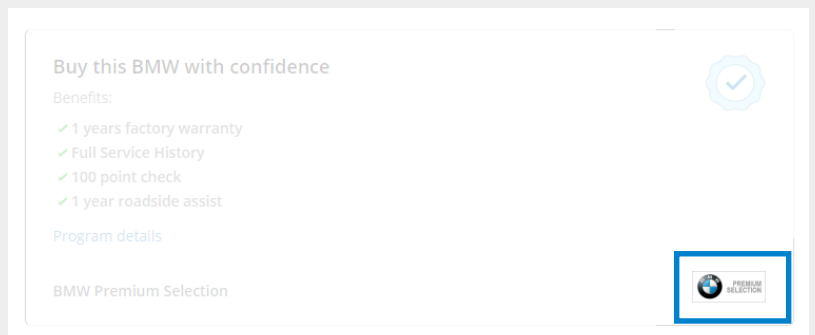 Buy this BMW with confidence
Benefits:
1 years factory warranty
Full Service History
100 point check
1 year roadside assist
Program details
BMW Premium Selection
PREMIUM
SELECTION